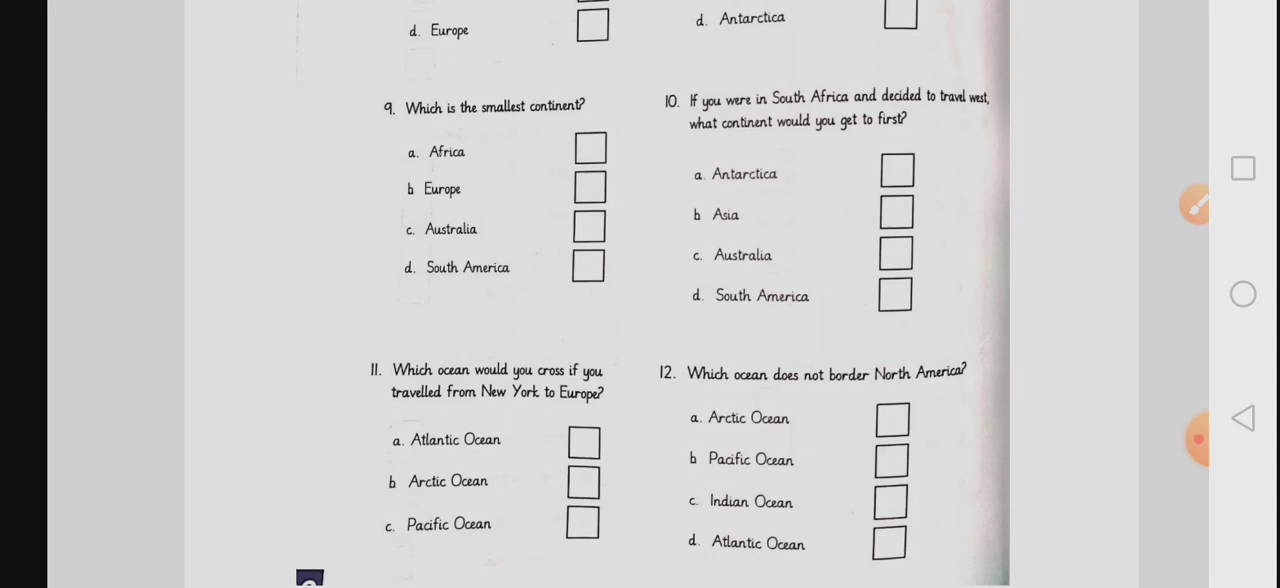 d. Europe
d. Antarctica
9. Which is the smallest continent?
a. Africa
b Europe
c. Australia
d. South America
10. If you were in South Africa and decided to travel west,
what continent would you get to first?
a. Antarctica
b Asia
c. Australia
d. South America
11. Which ocean would you cross if you
travelled from New York to Europe?
a. Atlantic Ocean
b Arctic Ocean
c. Pacific Ocean
12. Which ocean does not border North America?
a. Arctic Ocean
b Pacific Ocean
c. Indian Ocean
d. Atlantic Ocean